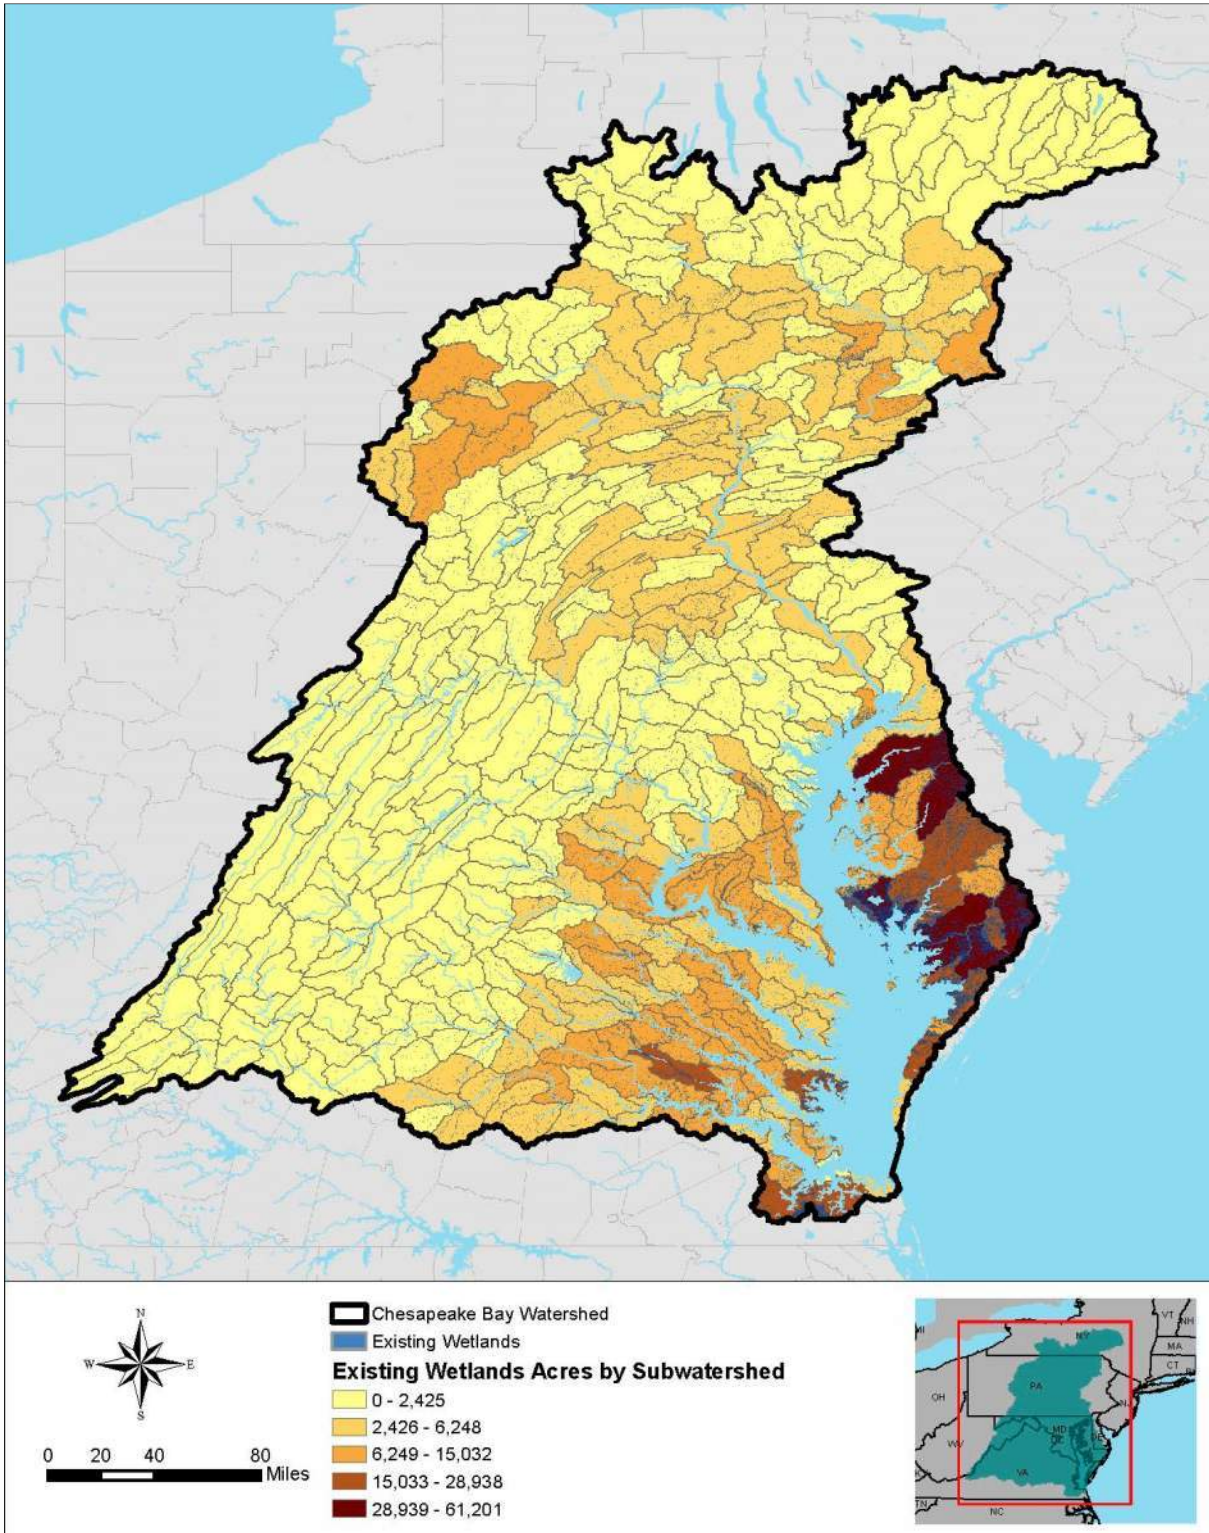 N
W
E
S
0 20 40 80
Miles
Chesapeake Bay Watershed
Existing Wetlands
Existing Wetlands Acres by Subwatershed
0 - 2,425
2,426 - 6,248
6,249 - 15,032
15,033 - 28,938
28,939 - 61,201
MI
VT
NH
NY
MA
CT
PA
NJ
OH
MD
DE
WV
VA
TN
NC